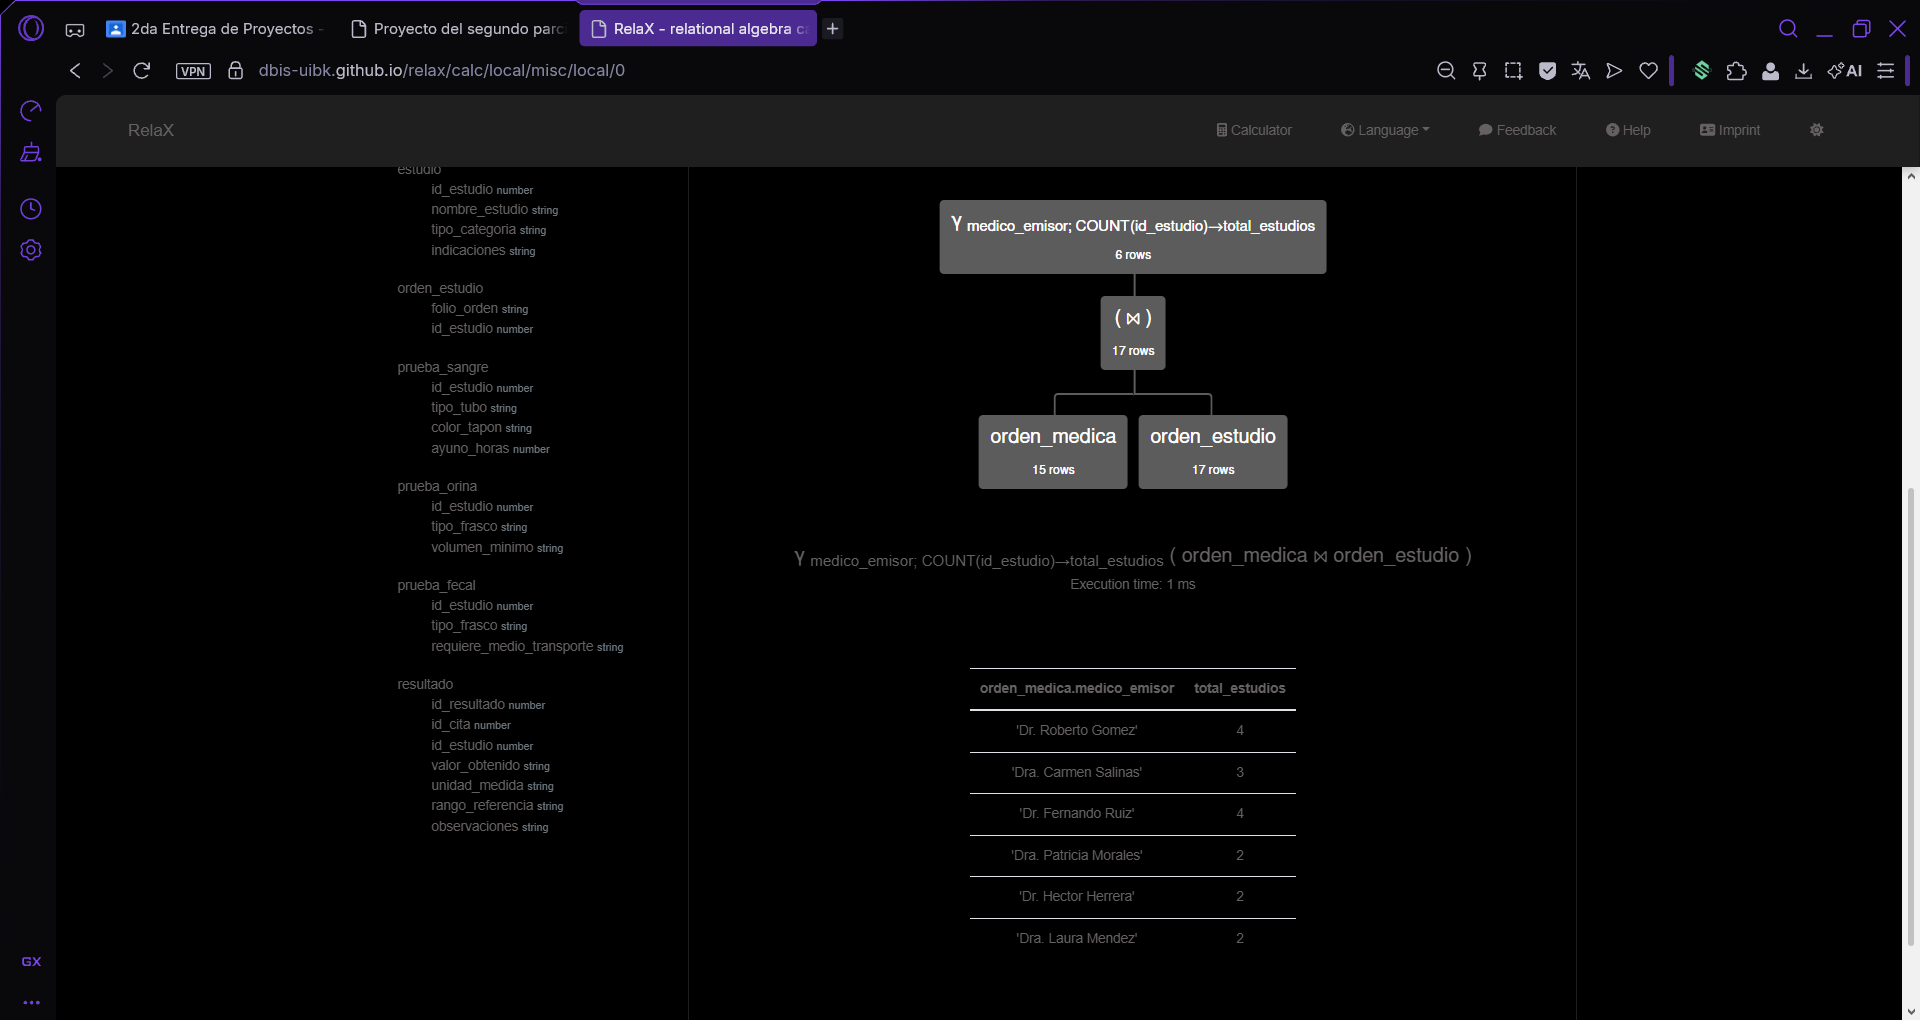 2da Entrega de Proyectos -
Proyecto del segundo parc
RelaX - relational algebra ca
VPN
dbis-uibk.github.io/relax/calc/local/misc/local/0
AI
RelaX
Calculator
Language
Feedback
Help
Imprint
estudio
id_estudio number
nombre_estudio string
tipo_categoria string
indicaciones string
orden_estudio
folio_orden string
id_estudio number
prueba_sangre
id_estudio number
tipo_tubo string
color_tapon string
ayuno_horas number
prueba_orina
id_estudio number
tipo_frasco string
volumen_minimo string
prueba_fecal
id_estudio number
tipo_frasco string
requiere_medio_transporte string
resultado
id_resultado number
id_cita number
id_estudio number
valor_obtenido string
unidad_medida string
rango_referencia string
observaciones string
γ medico_emisor; COUNT(id_estudio)→total_estudios
6 rows
( ⋈ )
17 rows
orden_medica
15 rows
orden_estudio
17 rows
γ medico_emisor; COUNT(id_estudio)→total_estudios ( orden_medica ⋈ orden_estudio )
Execution time: 1 ms
orden_medica.medico_emisor total_estudios
'Dr. Roberto Gomez' 4
'Dra. Carmen Salinas' 3
'Dr. Fernando Ruiz' 4
'Dra. Patricia Morales' 2
'Dr. Hector Herrera' 2
'Dra. Laura Mendez' 2
GX